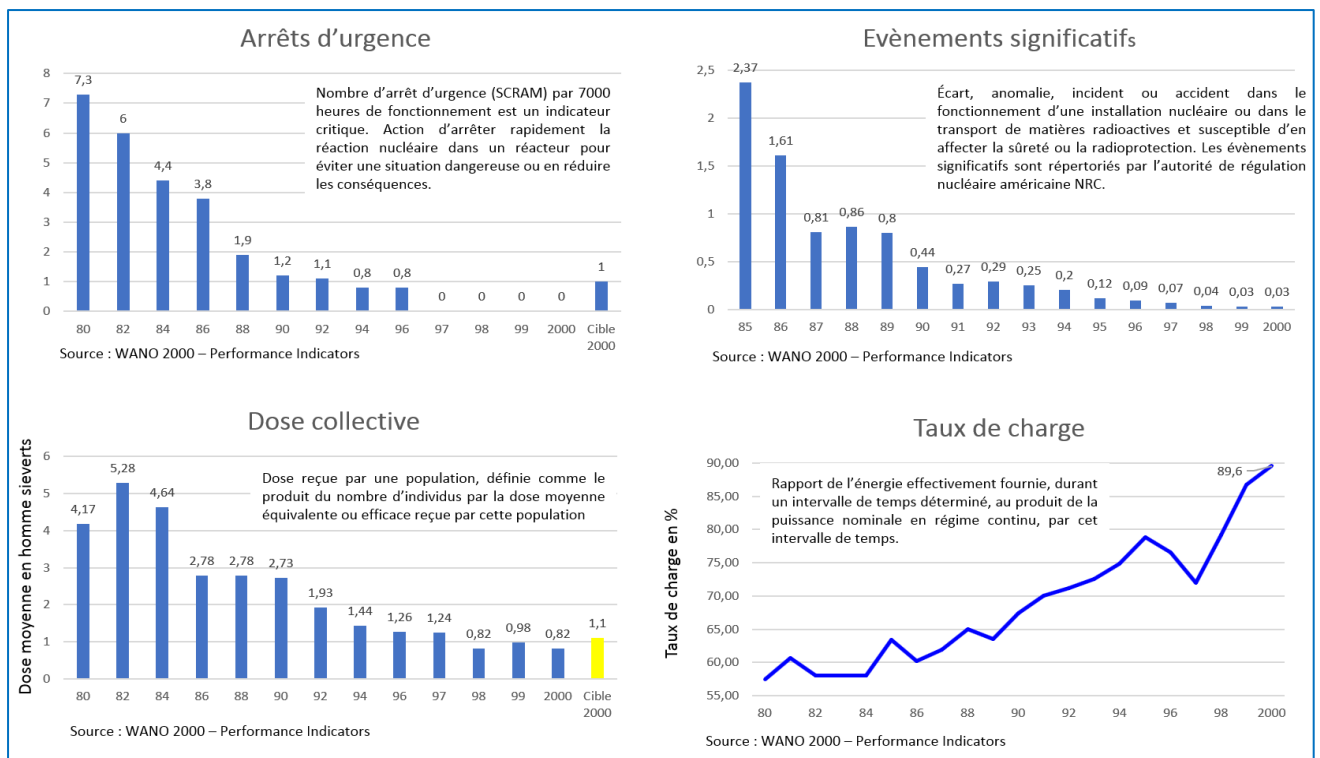 Arrêts d’urgence
8
7
6
5
4
3
2
1
0
7,3
6
4,4
3,8
1,9
1,2
1,1
0,8
0,8
0
0
0
0
1
Nombre d’arrêt d’urgence (SCRAM) par 7000
heures de fonctionnement est un indicateur
critique. Action d’arrêter rapidement la
réaction nucléaire dans un réacteur pour
éviter une situation dangereuse ou en réduire
les conséquences.
80 82 84 86 88 90 92 94 96 97 98 99 2000 Cible
2000
Source : WANO 2000 – Performance Indicators
Evènements significatifs
2,5
2
1,5
1
0,5
0
2,37
1,61
0,81
0,86
0,8
0,44
0,27
0,29
0,25
0,2
0,12
0,09
0,07
0,04
0,03
0,03
Écart, anomalie, incident ou accident dans le
fonctionnement d’une installation nucléaire ou dans le
transport de matières radioactives et susceptible d’en
affecter la sûreté ou la radioprotection. Les évènements
significatifs sont répertoriés par l’autorité de régulation
nucléaire américaine NRC.
85 86 87 88 89 90 91 92 93 94 95 96 97 98 99 2000
Source : WANO 2000 – Performance Indicators
Dose collective
Dose moyenne en homme sieverts
6
5
4
3
2
1
0
4,17
5,28
4,64
2,78
2,78
2,73
1,93
1,44
1,26
1,24
0,82
0,98
0,82
1,1
Dose reçue par une population, définie comme le
produit du nombre d’individus par la dose moyenne
équivalente ou efficace reçue par cette population
80 82 84 86 88 90 92 94 96 97 98 99 2000 Cible
2000
Source : WANO 2000 – Performance Indicators
Taux de charge
Taux de charge en %
90,00
85,00
80,00
75,00
70,00
65,00
60,00
55,00
89,6
Rapport de l’énergie effectivement fournie, durant
un intervalle de temps déterminé, au produit de la
puissance nominale en régime continu, par cet
intervalle de temps.
80 82 84 86 88 90 92 94 96 98 2000
Source : WANO 2000 – Performance Indicators